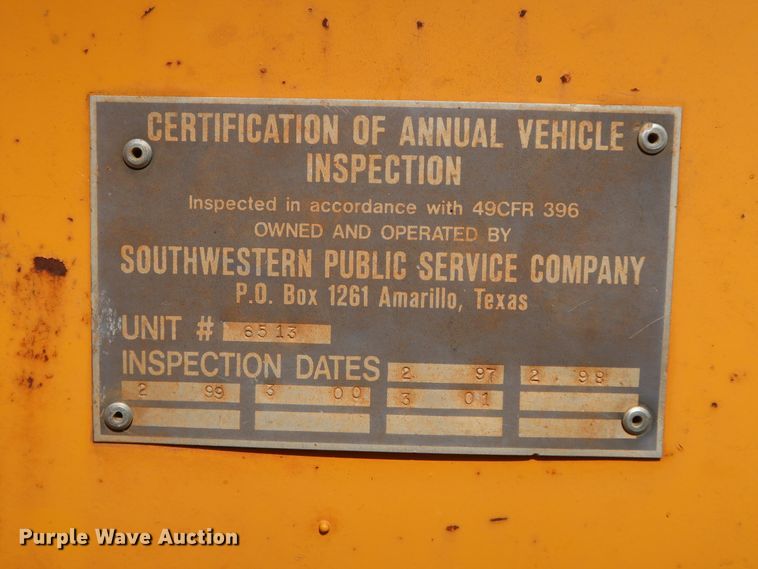 CERTIFICATION OF ANNUAL VEHICLE
INSPECTION
Inspected in accordance with 49CFR 396
OWNED AND OPERATED BY
SOUTHWESTERN PUBLIC SERVICE COMPANY
P.O. Box 1261 Amarillo, Texas
UNIT # 6513
INSPECTION DATES 2 97 2 98
2 99 3 00 3 01
Purple Wave Auction